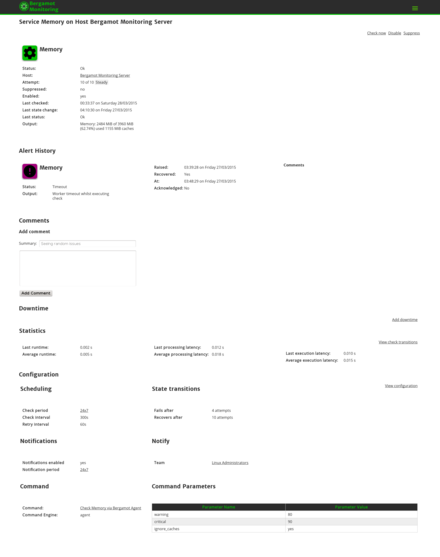 Bergamot
Monitoring
Service Memory on Host Bergamot Monitoring Server
Check now Disable Suppress
Memory
Status: Ok
Host: Bergamot Monitoring Server
Attempt: 10 of 10 Steady
Suppressed: no
Enabled: yes
Last checked: 00:23:37 on Saturday 28/03/2015
Last state change: 04:10:30 on Friday 27/03/2015
Last status: Ok
Output: Memory: 2484 MiB of 3960 MiB
(62.74%) used 1155 MiB caches
Alert History
Memory
Status: Timeout
Output: Worker timeout whilst executing
check
Raised: 03:39:28 on Friday 27/03/2015
Recovered: Yes
At: 03:48:29 on Friday 27/03/2015
Acknowledged: No
Comments
Comments
Add comment
Summary:
Add Comment
Downtime
Add downtime
Statistics
View check transitions
Last runtime: 0.002 s
Average runtime: 0.005 s
Last processing latency: 0.012 s
Average processing latency: 0.018 s
Last execution latency: 0.010 s
Average execution latency: 0.015 s
Configuration
View configuration
Scheduling
Check period 24x7
Check interval 300s
Retry interval 60s
State transitions
Fails after 4 attempts
Recovers after 10 attempts
Notifications
Notifications enabled yes
Notification period 24x7
Notify
Team Linux Administrators
Command
Command: Check Memory via Bergamot Agent
Command Engine: agent
Command Parameters
Parameter Name Parameter Value
warning 80
critical 90
ignore_caches yes